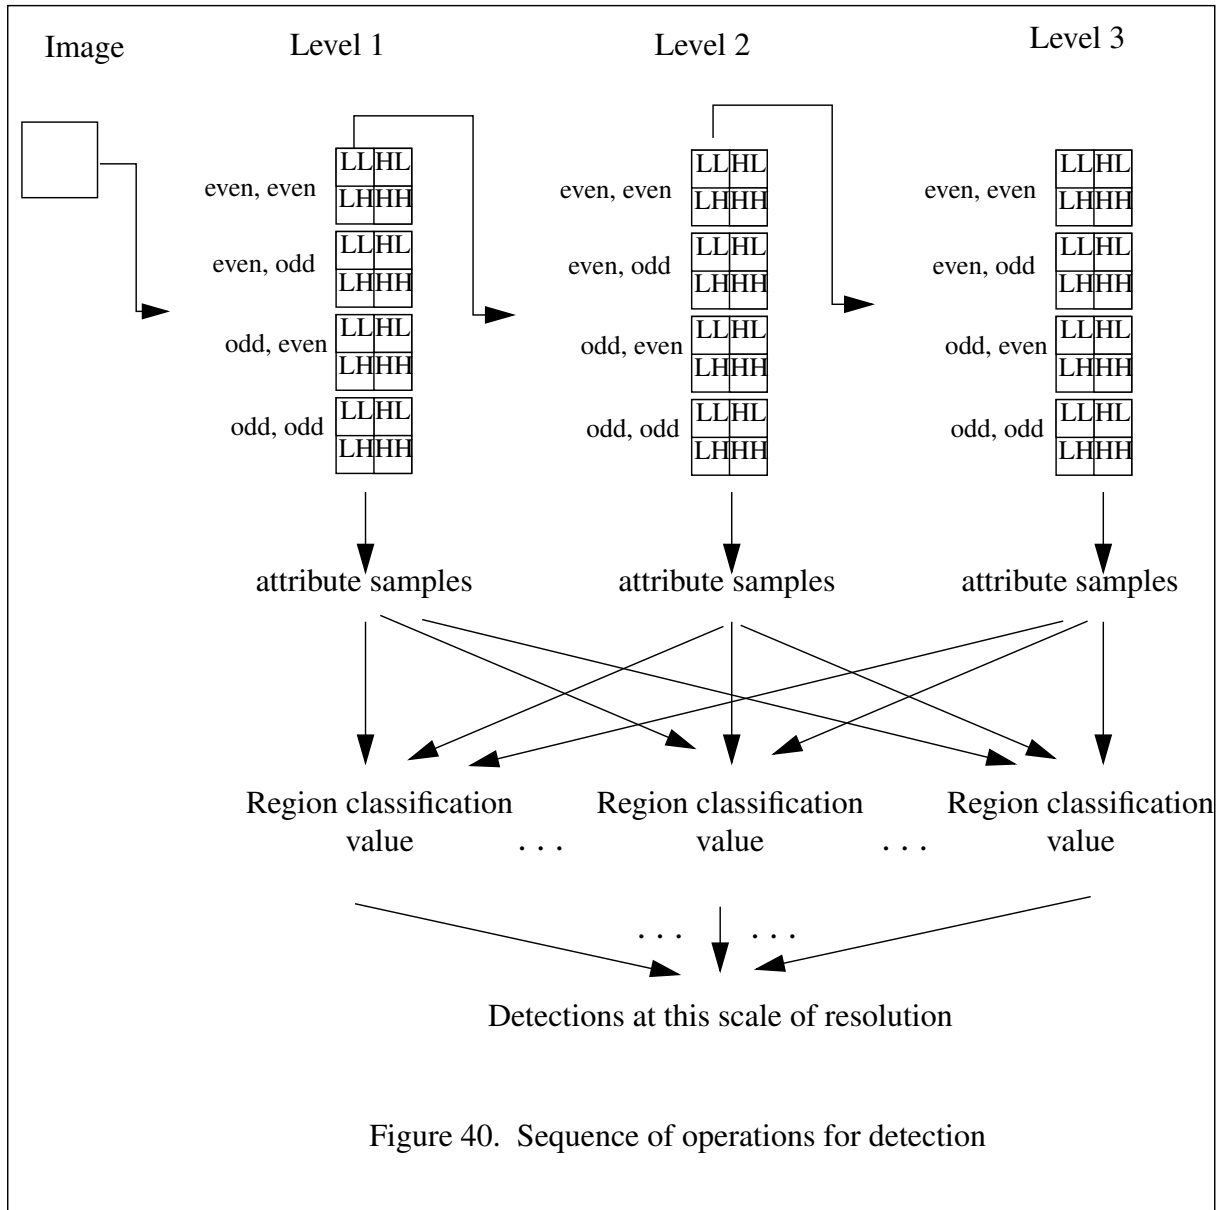 Image Level 1 Level 2 Level 3
LL HL LL HL LL HL
even, even even, even even, even
LH HH LH HH LH HH
LL HL LL HL LL HL
even, odd even, odd even, odd
LH HH LH HH LH HH
LL HL LL HL LL HL
odd, even odd, even odd, even
LH HH LH HH LH HH
LL HL LL HL LL HL
odd, odd odd, odd odd, odd
LH HH LH HH LH HH
attribute samples attribute samples attribute samples
Region classification Region classification Region classification
value . . . value . . . value
. . . . . .
Detections at this scale of resolution
Figure 40. Sequence of operations for detection